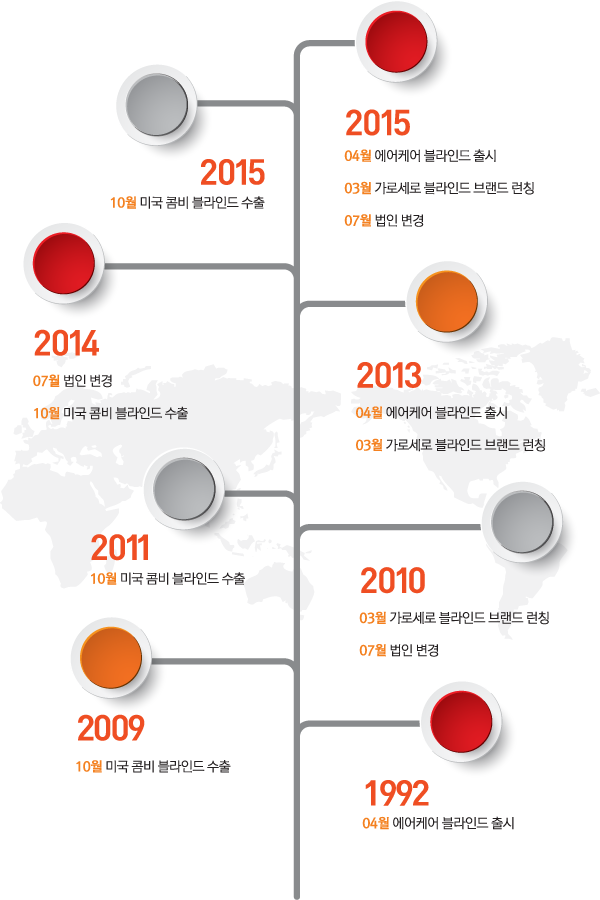 2015
04월 에어케어 블라인드 출시
03월 가로세로 블라인드 브랜드 런칭
07월 법인 변경
2015
10월 미국 콤비 블라인드 수출
2014
07월 법인 변경
10월 미국 콤비 블라인드 수출
2013
04월 에어케어 블라인드 출시
03월 가로세로 블라인드 브랜드 런칭
2011
10월 미국 콤비 블라인드 수출
2010
03월 가로세로 블라인드 브랜드 런칭
07월 법인 변경
2009
10월 미국 콤비 블라인드 수출
1992
04월 에어케어 블라인드 출시